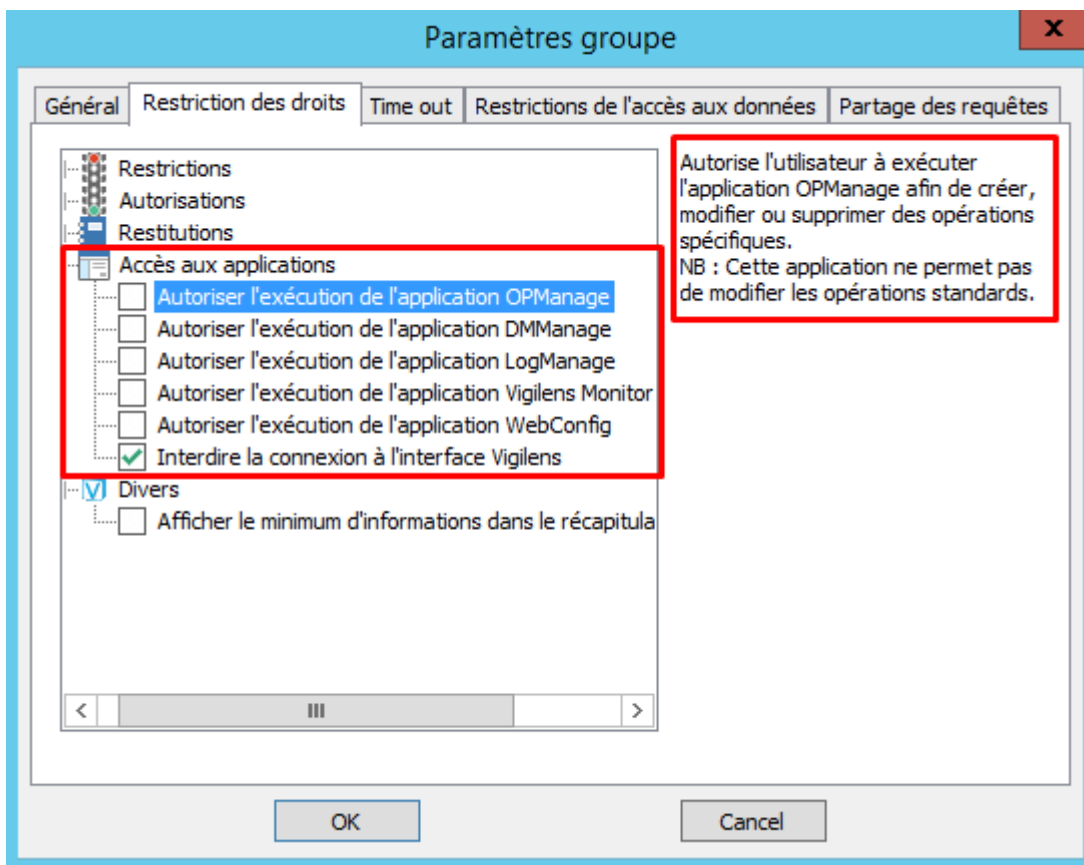 Paramètres groupe
x
Général
Restriction des droits
Time out
Restrictions de l'accès aux données
Partage des requêtes
Restrictions
Autorisations
Restitutions
Accès aux applications
Autoriser l'exécution de l'application OPManage
Autoriser l'exécution de l'application DMManage
Autoriser l'exécution de l'application LogManage
Autoriser l'exécution de l'application Vigilens Monitor
Autoriser l'exécution de l'application WebConfig
Interdire la connexion à l'interface Vigilens
Divers
Afficher le minimum d'informations dans le récapitula
Autorise l'utilisateur à exécuter
l'application OPManage afin de créer,
modifier ou supprimer des opérations
spécifiques.
NB : Cette application ne permet pas
de modifier les opérations standards.
OK
Cancel